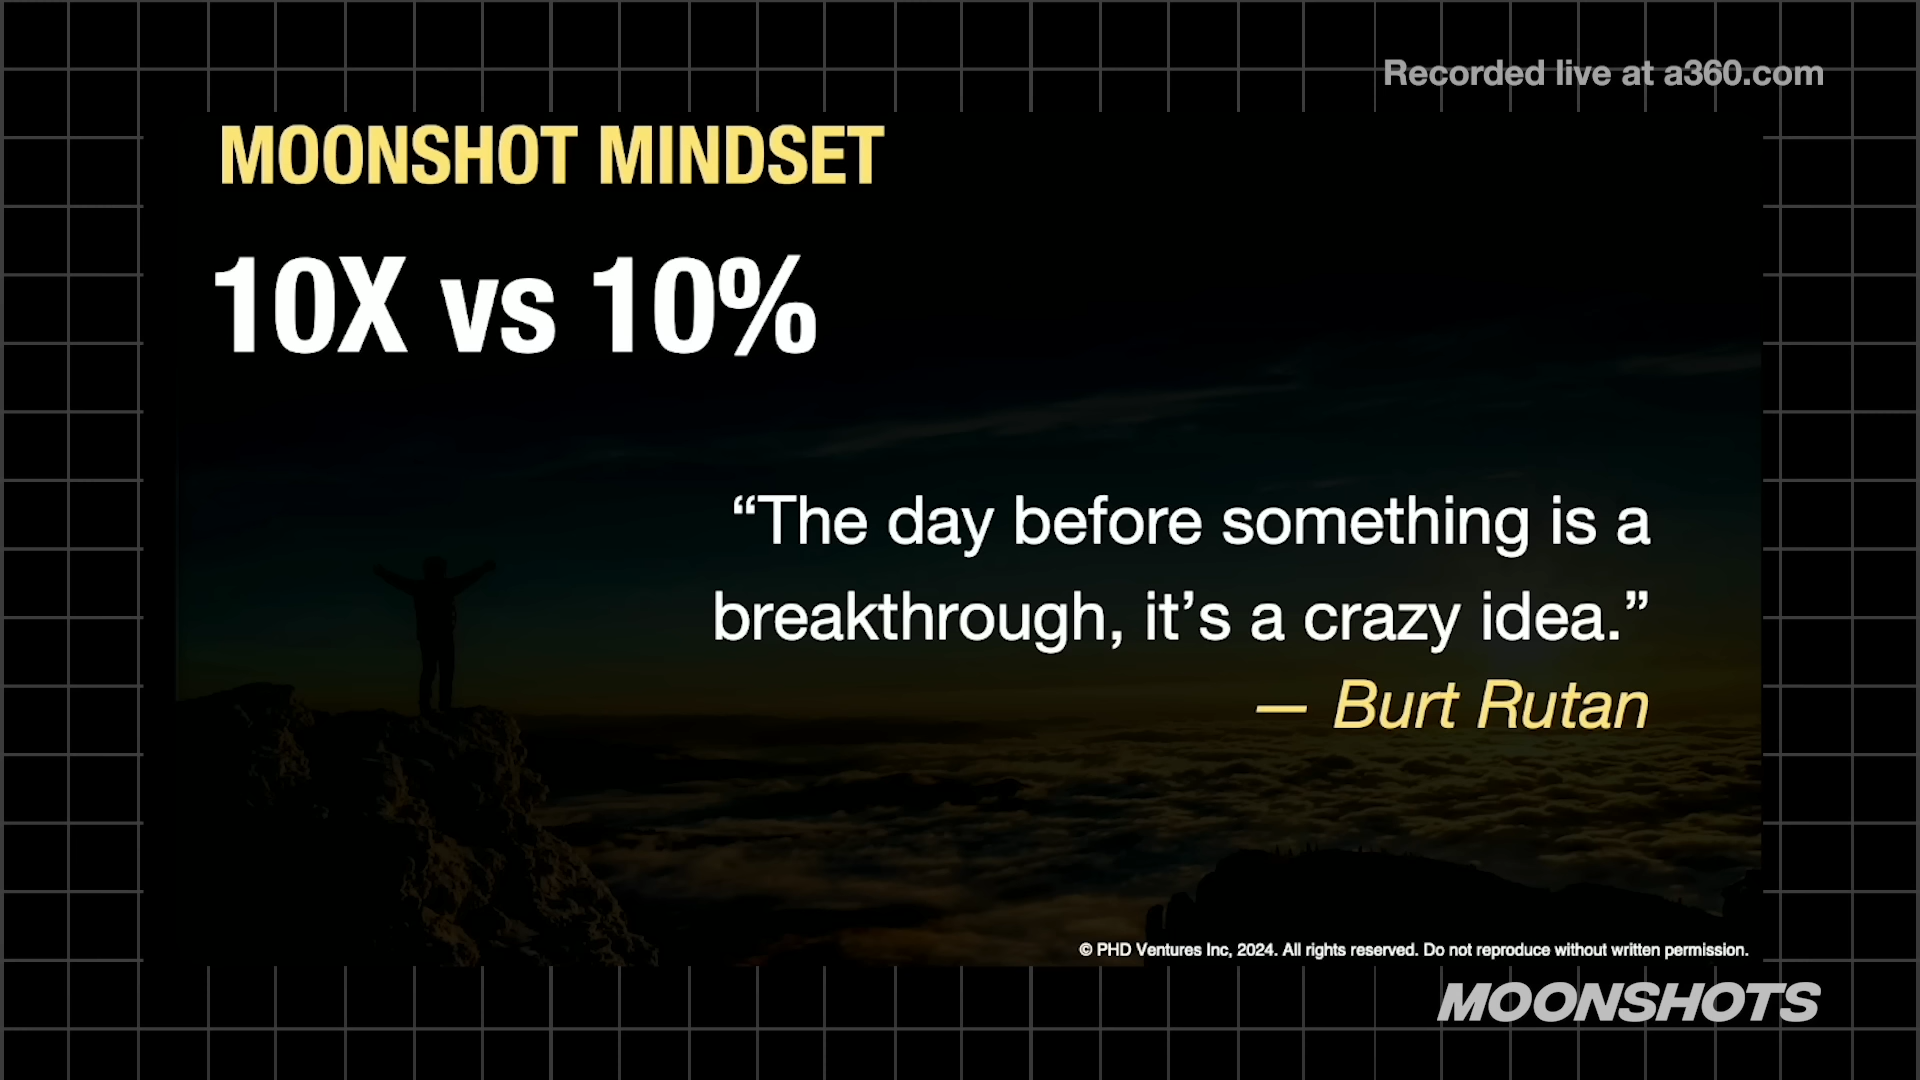 Recorded live at a360.com
MOONSHOT MINDSET
10X vs 10%
“The day before something is a
breakthrough, it’s a crazy idea.”
— Burt Rutan
© PHD Ventures Inc, 2024. All rights reserved. Do not reproduce without written permission.
MOONSHOTS